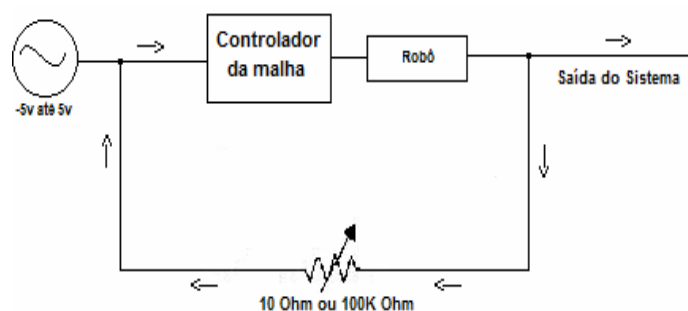 Controlador
da malha
Robô
-5v até 5v
Saída do Sistema
10 Ohm ou 100K Ohm